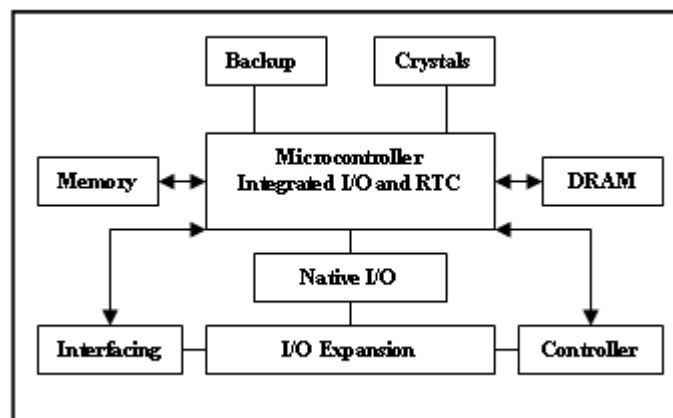 Backup
Crystals
Microcontroller
Integrated I/O and RTC
Memory
DRAM
Native I/O
Interfacing
I/O Expansion
Controller